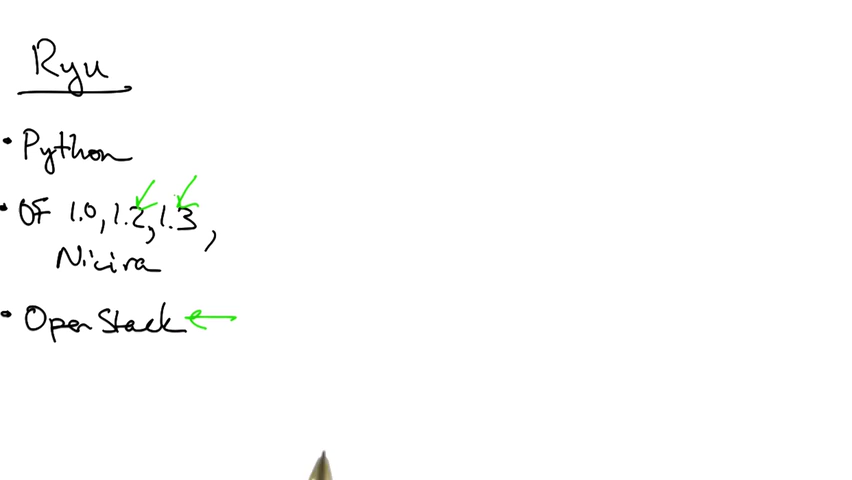 Ryu
• Python
• OF 1.0, 1.2, 1.3,
Nicira
• OpenStack